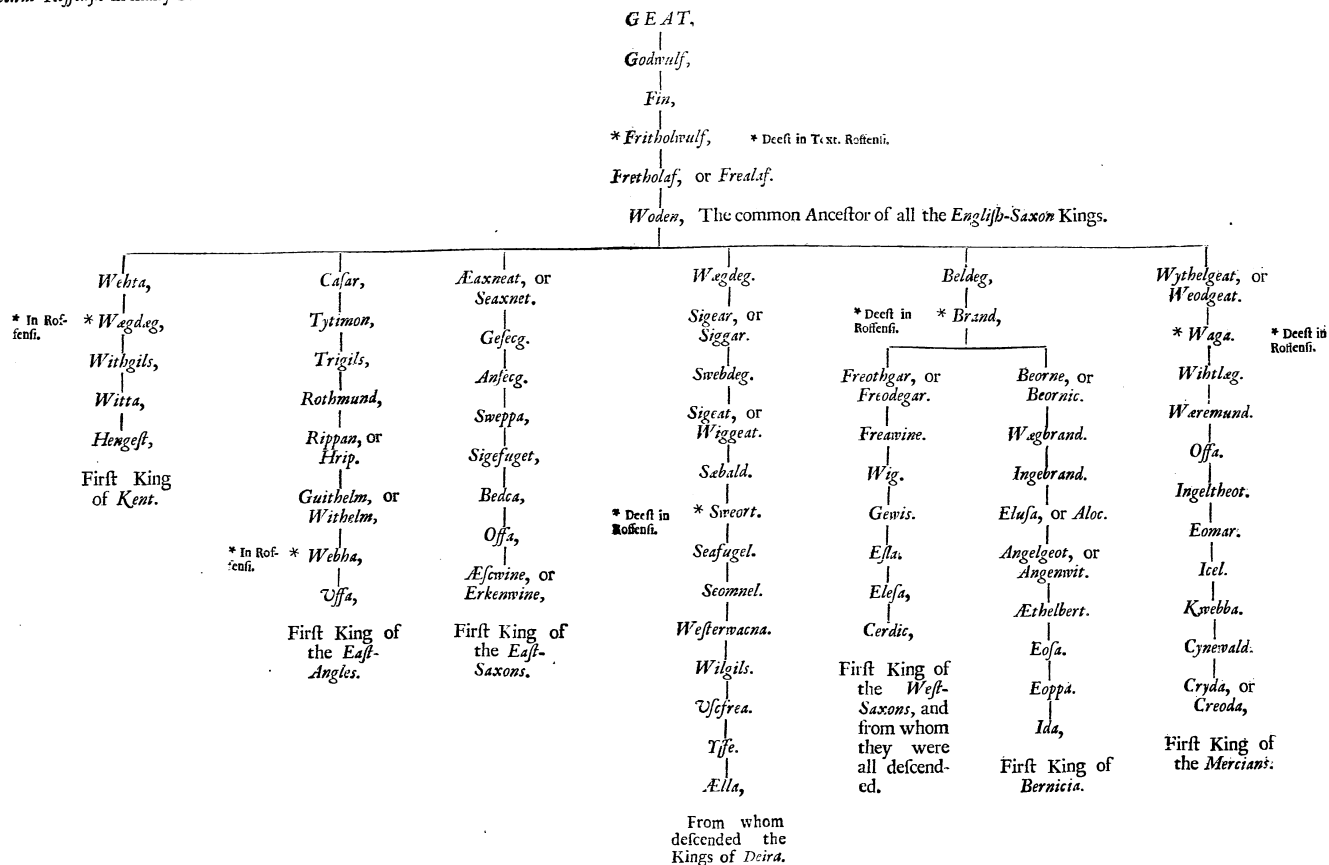 GEAT,
Godwulf,
Fin,
* Fritholwulf, * Deeſt in Text. Roffenſi.
Fretholaf, or Frealaf.
Woden, The common Anceſtor of all the Engliſh-Saxon Kings.
Wehta,
* In Rof-
fenſi.
* Wægdæg,
Withgils,
Witta,
Hengeſt,
Firſt King
of Kent.
Caſar,
Tytimon,
Trigils,
Rothmund,
Rippan, or
Hrip.
Guithelm, or
Withelm,
* In Rof-
fenſi.
* Webha,
Vffa,
Firſt King of
the Eaſt-
Angles.
Æaxneat, or
Seaxnet.
Geſecg.
Anſecg.
Sweppa,
Sigefuget,
Bedca,
Offa,
Æſcwine, or
Erkenwine,
Firſt King of
the Eaſt-
Saxons.
Wægdeg.
Sigear, or
Siggar.
Swebdeg.
Sigeat, or
Wiggeat.
Sæbald.
* Deeſt in
Roffenſi.
* Sweort.
Seafugel.
Seomnel.
Weſterwacna.
Wilgils.
Vſcfrea.
Yffe.
Ælla,
From whom
deſcended the
Kings of Deira.
Beldeg,
* Deeſt in
Roffenſi.
* Brand,
Freothgar, or
Freodegar.
Freawine.
Wig.
Gewis.
Eſla.
Eleſa,
Cerdic,
Firſt King of
the Weſt-
Saxons, and
from whom
they were
all deſcend-
ed.
Beorne, or
Beornic.
Wægbrand.
Ingebrand.
Eluſa, or Aloc.
Angelgeot, or
Angenwit.
Æthelbert.
Eoſa.
Eoppa.
Ida,
Firſt King of
Bernicia.
Wythelgeat, or
Weodgeat.
* Waga.
* Deeſt in
Roffenſi.
Wihtlæg.
Wæremund.
Offa.
Ingeltheot.
Eomar.
Icel.
Kwebba.
Cynewald.
Cryda, or
Creoda,
Firſt King of
the Mercians.